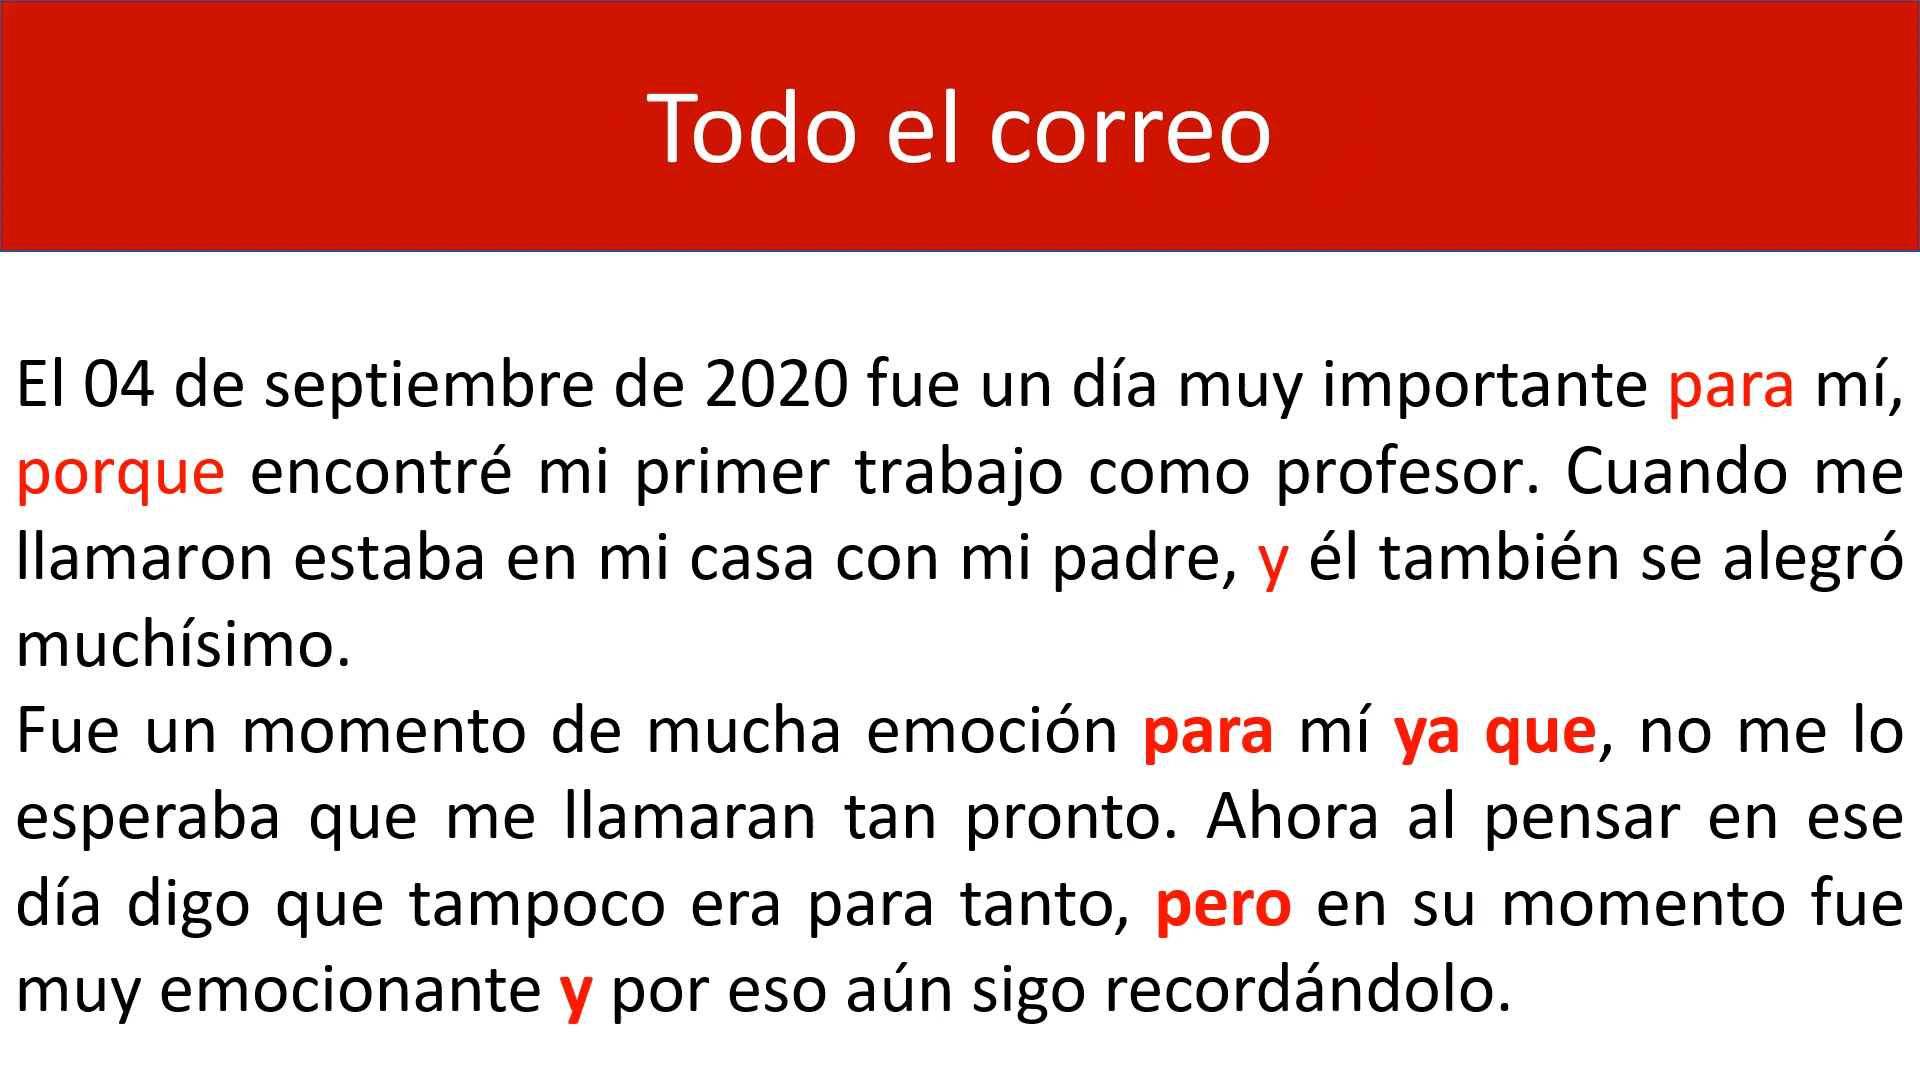 Todo el correo
El 04 de septiembre de 2020 fue un día muy importante para mí,
porque encontré mi primer trabajo como profesor. Cuando me
llamaron estaba en mi casa con mi padre, y él también se alegró
muchísimo.
Fue un momento de mucha emoción para mí ya que, no me lo
esperaba que me llamaran tan pronto. Ahora al pensar en ese
día digo que tampoco era para tanto, pero en su momento fue
muy emocionante y por eso aún sigo recordándolo.